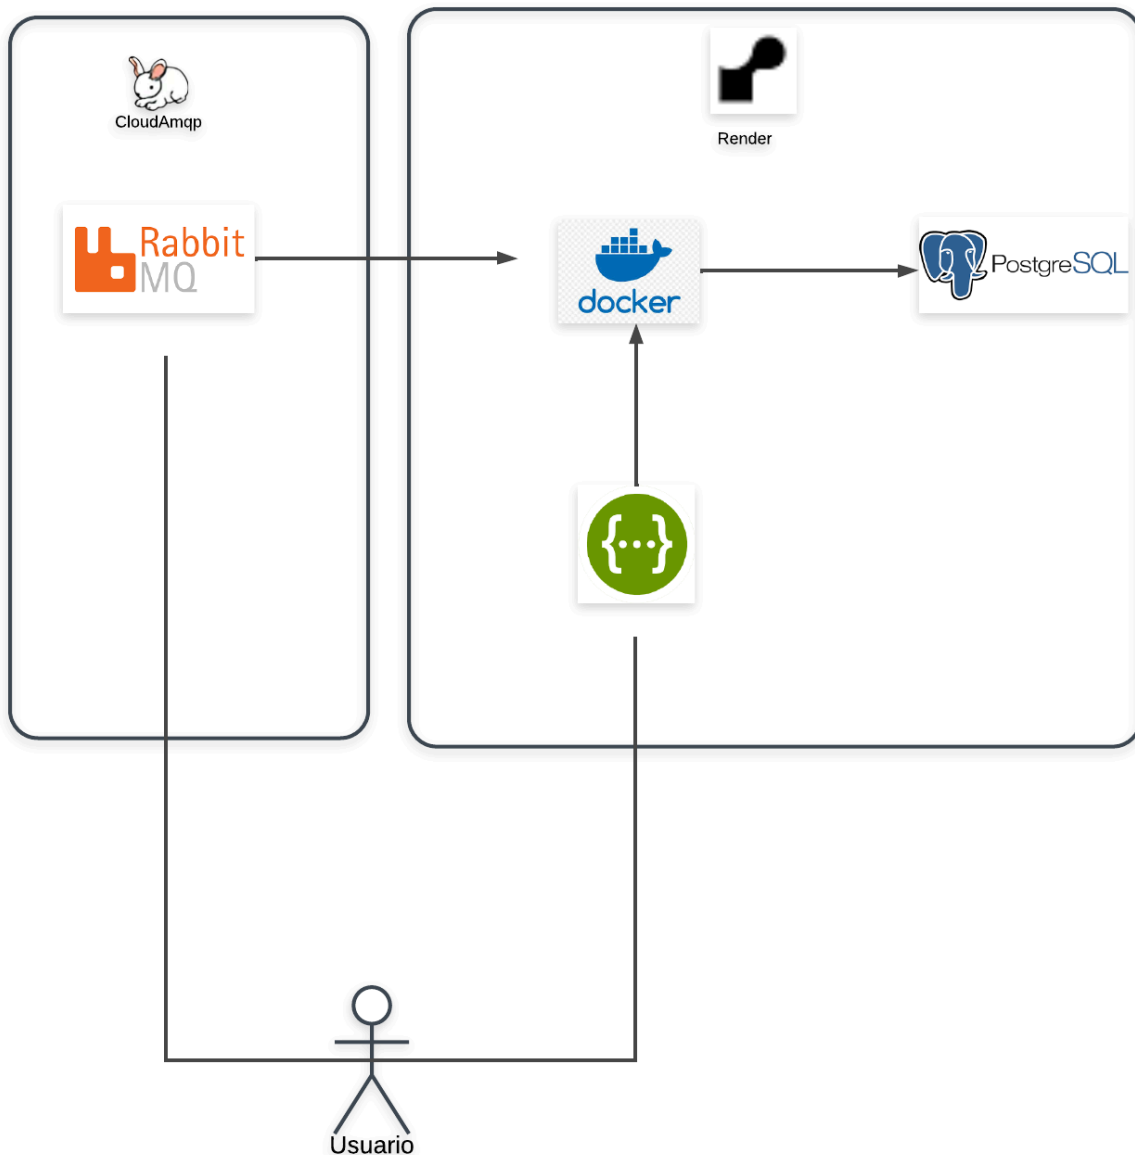 CloudAmqp
Render
Rabbit
MQ
docker
PostgreSQL
{...}
Usuario